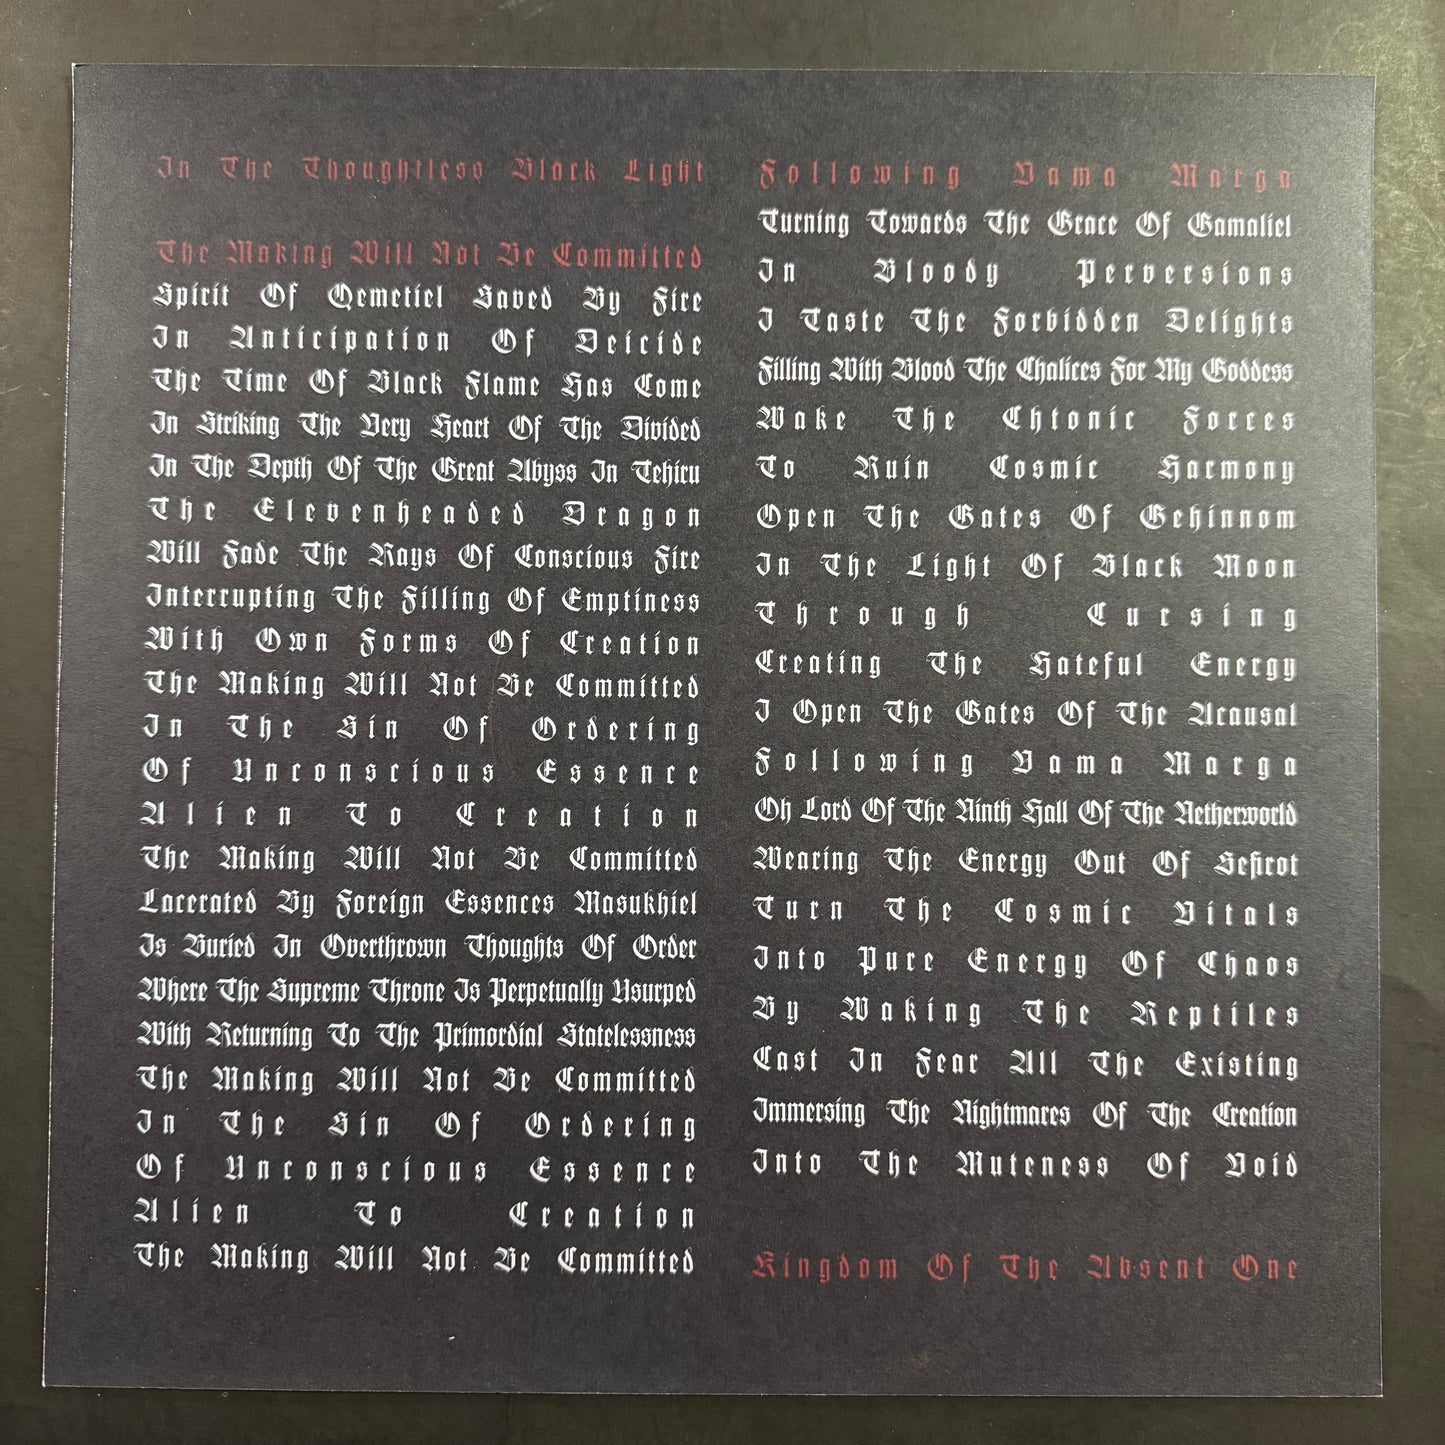 In The Thoughtless Black Light
The Making Will Not Be Committed
Spirit Of Qemetiel Saved By Fire
In Anticipation Of Deicide
The Time Of Black Flame Has Come
In Striking The Very Heart Of The Divided
In The Depth Of The Great Abyss In Tehiru
The Elevenheaded Dragon
Will Fade The Rays Of Conscious Fire
Interrupting The Filling Of Emptiness
With Own Forms Of Creation
The Making Will Not Be Committed
In The Sin Of Ordering
Of Unconscious Essence
Alien To Creation
The Making Will Not Be Committed
Lacerated By Foreign Essences Masukhiel
Is Buried In Overthrown Thoughts Of Order
Where The Supreme Throne Is Perpetually Usurped
With Returning To The Primordial Statelessness
The Making Will Not Be Committed
In The Sin Of Ordering
Of Unconscious Essence
Alien To Creation
The Making Will Not Be Committed
Following Vama Marga
Turning Towards The Grace Of Gamaliel
In Bloody Perversions
I Taste The Forbidden Delights
Filling With Blood The Chalices For My Goddess
Wake The Chtonic Forces
To Ruin Cosmic Harmony
Open The Gates Of Gehinnom
In The Light Of Black Moon
Through Cursing
Creating The Hateful Energy
I Open The Gates Of The Acausal
Following Vama Marga
Oh Lord Of The Ninth Hall Of The Netherworld
Wearing The Energy Out Of Sefirot
Turn The Cosmic Vitals
Into Pure Energy Of Chaos
By Waking The Reptiles
Cast In Fear All The Existing
Immersing The Nightmares Of The Creation
Into The Muteness Of Void
Kingdom Of The Absent One